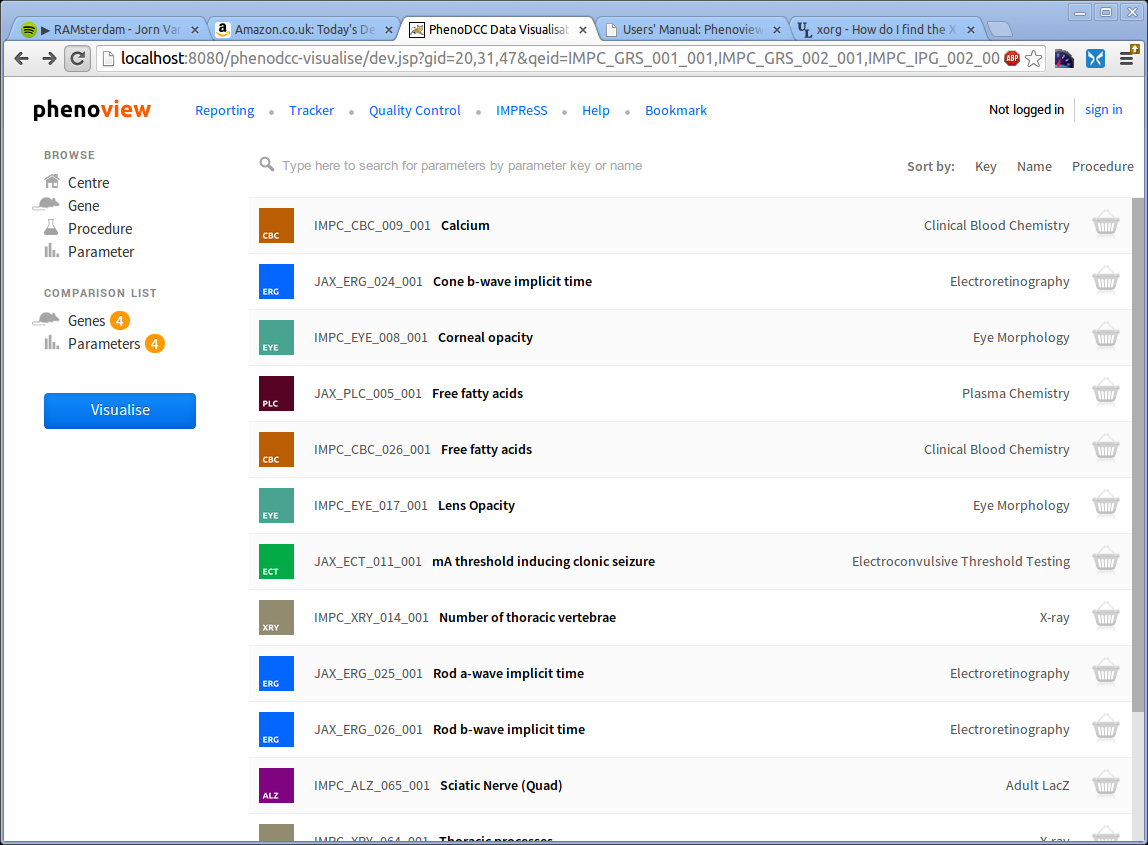 ▶ RAMsterdam - Jorn Van
Amazon.co.uk: Today's De
PhenoDCC Data Visualisat
Users' Manual: Phenoview
xorg - How do I find the X
localhost:8080/phenodcc-visualise/dev.jsp?gid=20,31,47&qeid=IMPC_GRS_001_001,IMPC_GRS_002_001,IMPC_IPG_002_00
ABP
phenoview
Reporting • Tracker • Quality Control • IMPReSS • Help • Bookmark
Not logged in
sign in
BROWSE
Centre
Gene
Procedure
Parameter
COMPARISON LIST
Genes 4
Parameters 4
Visualise
Type here to search for parameters by parameter key or name
Sort by: Key Name Procedure
CBC IMPC_CBC_009_001 Calcium Clinical Blood Chemistry
ERG JAX_ERG_024_001 Cone b-wave implicit time Electroretinography
EYE IMPC_EYE_008_001 Corneal opacity Eye Morphology
PLC JAX_PLC_005_001 Free fatty acids Plasma Chemistry
CBC IMPC_CBC_026_001 Free fatty acids Clinical Blood Chemistry
EYE IMPC_EYE_017_001 Lens Opacity Eye Morphology
ECT JAX_ECT_011_001 mA threshold inducing clonic seizure Electroconvulsive Threshold Testing
XRY IMPC_XRY_014_001 Number of thoracic vertebrae X-ray
ERG JAX_ERG_025_001 Rod a-wave implicit time Electroretinography
ERG JAX_ERG_026_001 Rod b-wave implicit time Electroretinography
ALZ IMPC_ALZ_065_001 Sciatic Nerve (Quad) Adult LacZ
IMPC_XRY_064_001 Thoracic processes X-ray